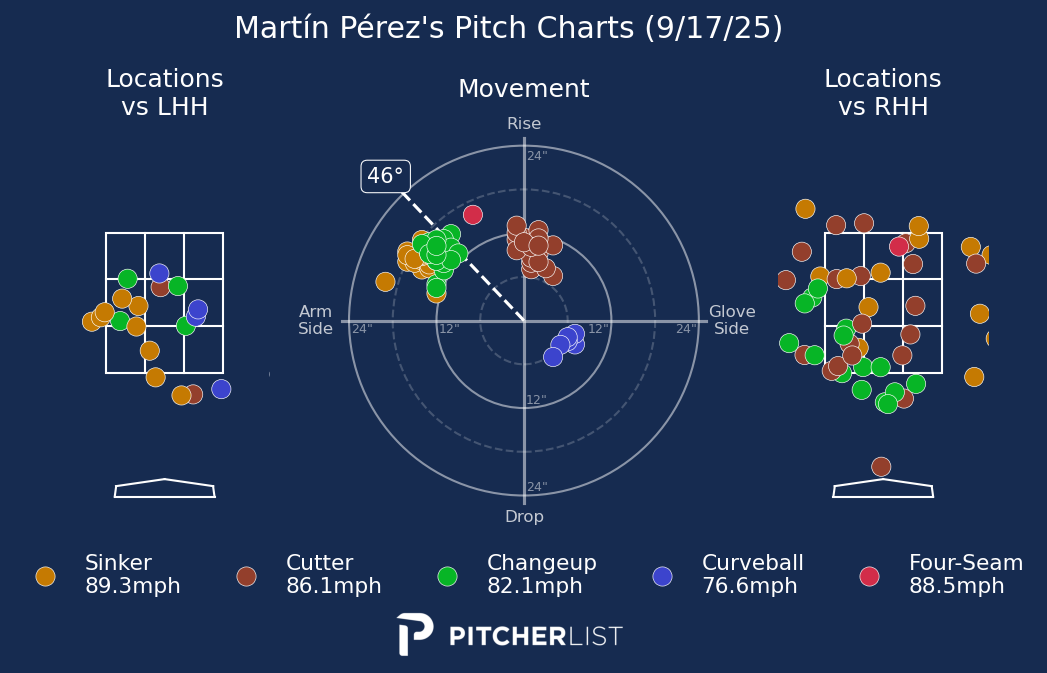 Martín Pérez's Pitch Charts (9/17/25)
Locations
vs LHH
Movement
Locations
vs RHH
Rise
24"
46°
Arm
Side
24"
12"
12"
24"
Glove
Side
12"
24"
Drop
Sinker
89.3mph
Cutter
86.1mph
Changeup
82.1mph
Curveball
76.6mph
Four-Seam
88.5mph
PITCHERLIST